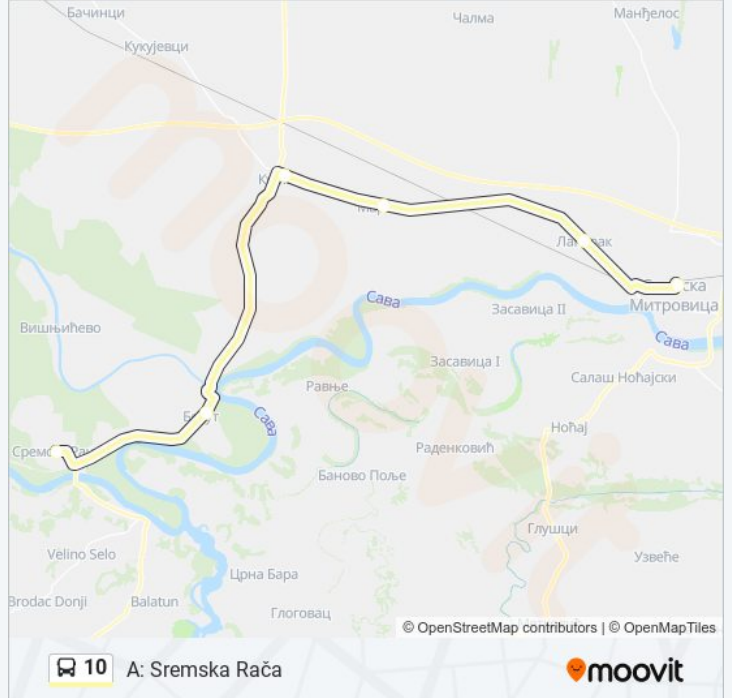 Бачинци
Чалма
Манђелос
Кукујевци
Сава
Засавица II
Митровица
Сава
Вишњићево
Засавица I
Салаш Ноћајски
Равње
Сава
Ноћај
Раденковић
Баново Поље
Глушци
Velino Selo
Узвеће
Црна Бара
Brodac Donji
Balatun
Глоговац
© OpenStreetMap contributors | © OpenMapTiles
10 A: Sremska Rača
moovit